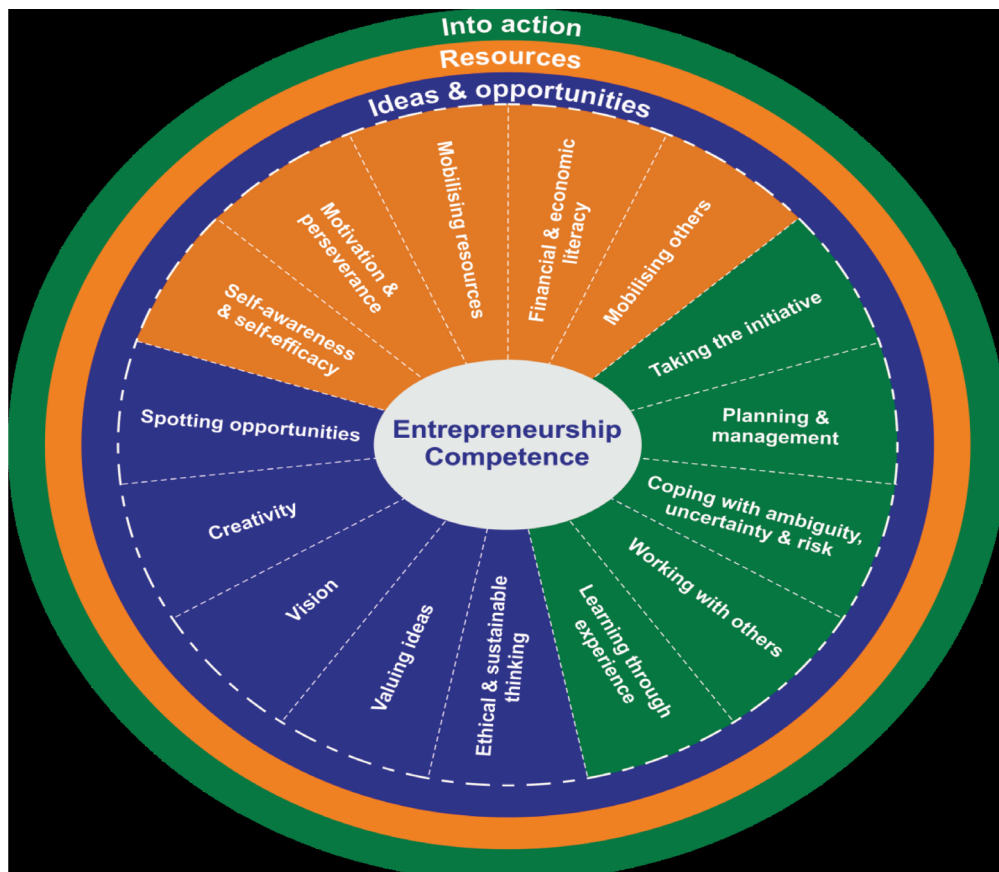 Into action
Resources
Ideas & opportunities
Self-awareness
& self-efficacy
Motivation &
perseverance
Mobilising resources
Financial & economic
literacy
Mobilising others
Taking the initiative
Planning &
management
Coping with ambiguity,
uncertainty & risk
Working with others
Learning through
experience
Ethical & sustainable
thinking
Valuing ideas
Vision
Creativity
Spotting opportunities
Entrepreneurship
Competence